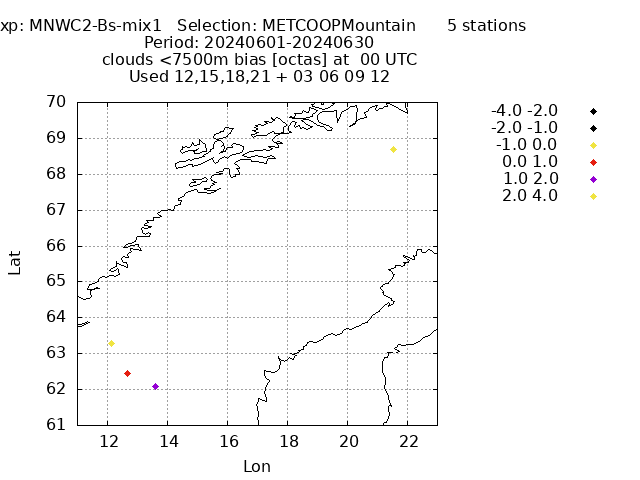 xp: MNWC2-Bs-mix1   Selection: METCOOPMountain      5 stations
Period: 20240601-20240630
clouds <7500m bias [octas] at  00 UTC
Used 12,15,18,21 + 03 06 09 12
70
69
68
67
66
65
64
63
62
61
Lat
12 14 16 18 20 22
Lon
-4.0 -2.0
-2.0 -1.0
-1.0 0.0
0.0 1.0
1.0 2.0
2.0 4.0